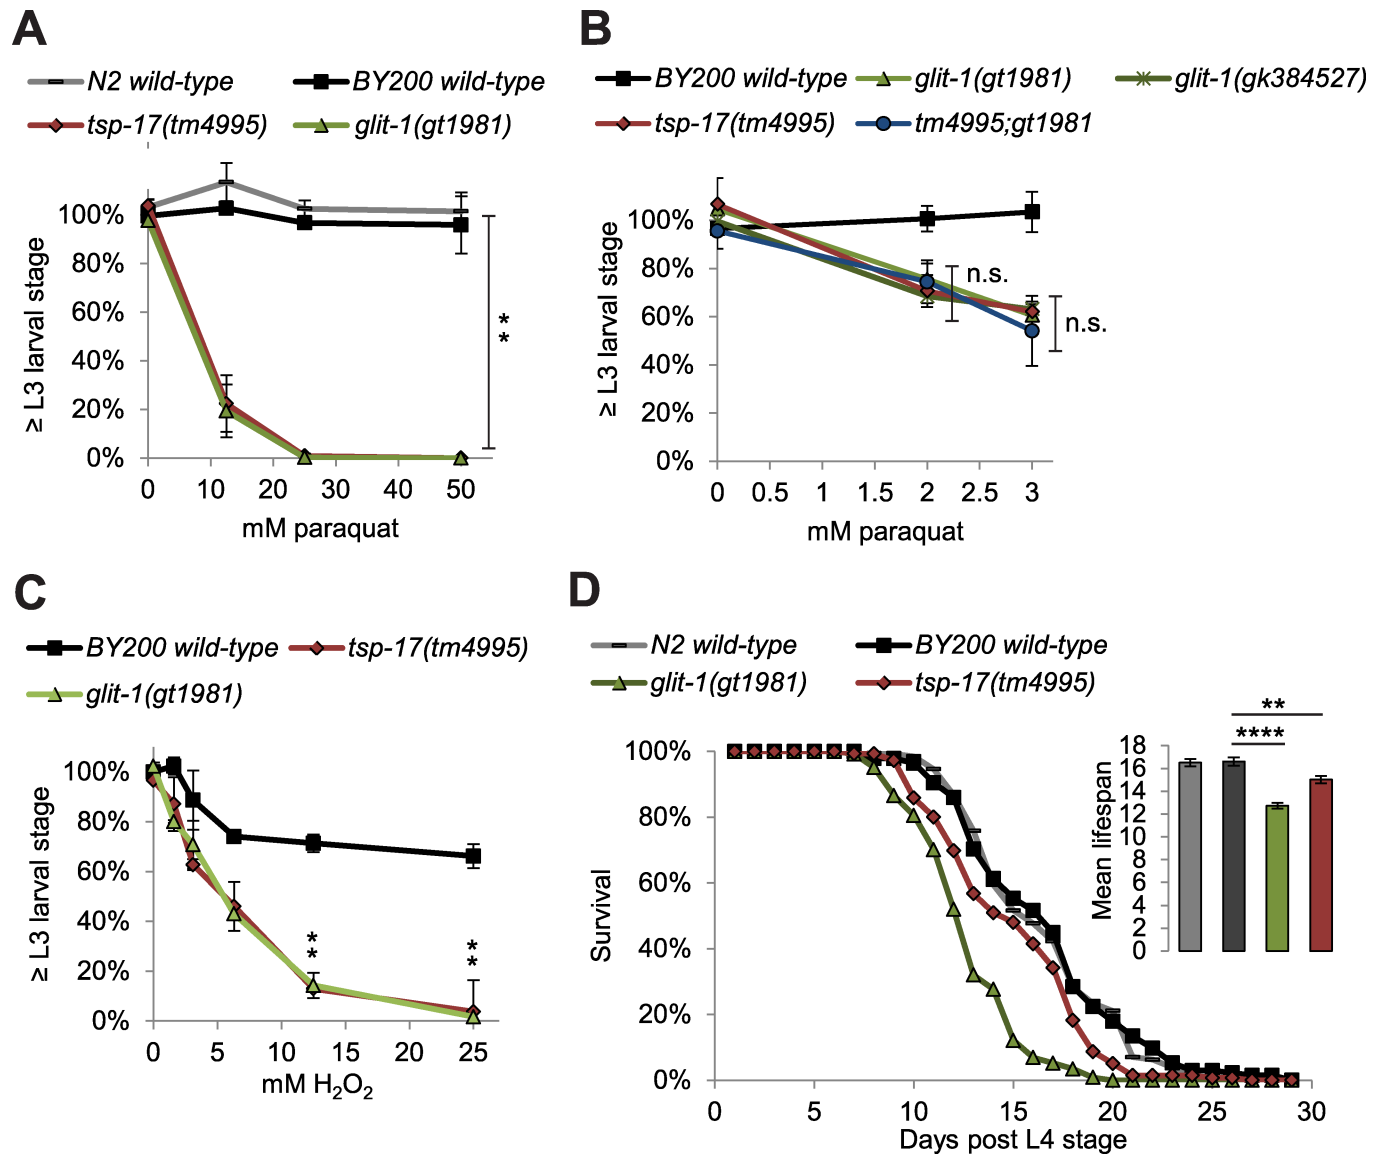 A
N2 wild-type BY200 wild-type
tsp-17(tm4995) glit-1(gt1981)
100%
80%
60%
40%
20%
0%
≥ L3 larval stage
**
0 10 20 30 40 50
mM paraquat
B
BY200 wild-type glit-1(gt1981) glit-1(gk384527)
tsp-17(tm4995) tm4995;gt1981
100%
80%
60%
40%
20%
0%
≥ L3 larval stage
n.s.
n.s.
0 0.5 1 1.5 2 2.5 3
mM paraquat
C
BY200 wild-type tsp-17(tm4995)
glit-1(gt1981)
100%
80%
60%
40%
20%
0%
≥ L3 larval stage
**
**
0 5 10 15 20 25
mM H₂O₂
D
N2 wild-type BY200 wild-type
glit-1(gt1981) tsp-17(tm4995)
100%
80%
60%
40%
20%
0%
Survival
0 5 10 15 20 25 30
Days post L4 stage
**
****
18
16
14
12
10
8
6
4
2
0
Mean lifespan